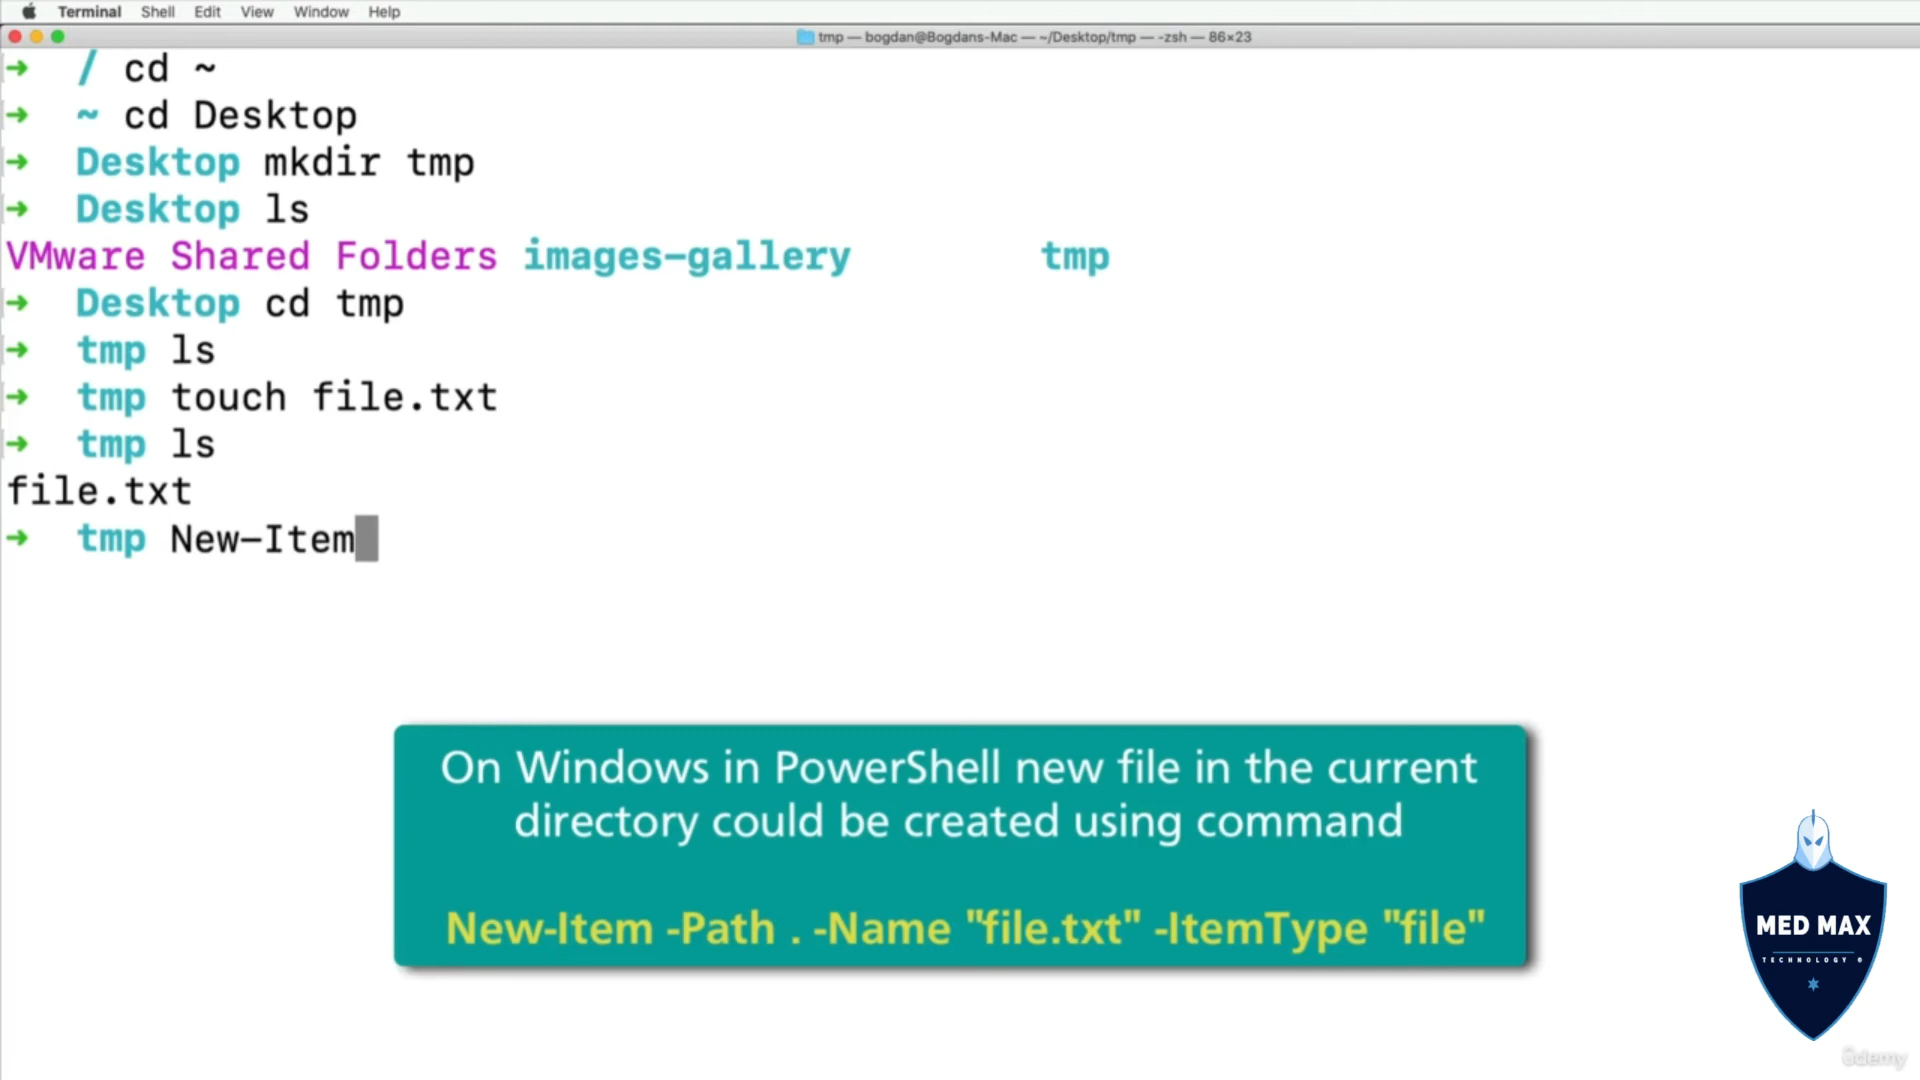 Terminal Shell Edit View Window Help
tmp — bogdan@Bogdans-Mac — ~/Desktop/tmp — -zsh — 86×23
➜ / cd ~
➜ ~ cd Desktop
➜ Desktop mkdir tmp
➜ Desktop ls
VMware Shared Folders images-gallery tmp
➜ Desktop cd tmp
➜ tmp ls
➜ tmp touch file.txt
➜ tmp ls
file.txt
➜ tmp New-Item
On Windows in PowerShell new file in the current
directory could be created using command
New-Item -Path . -Name "file.txt" -ItemType "file"
MED MAX
TECHNOLOGY ©
ûdemy